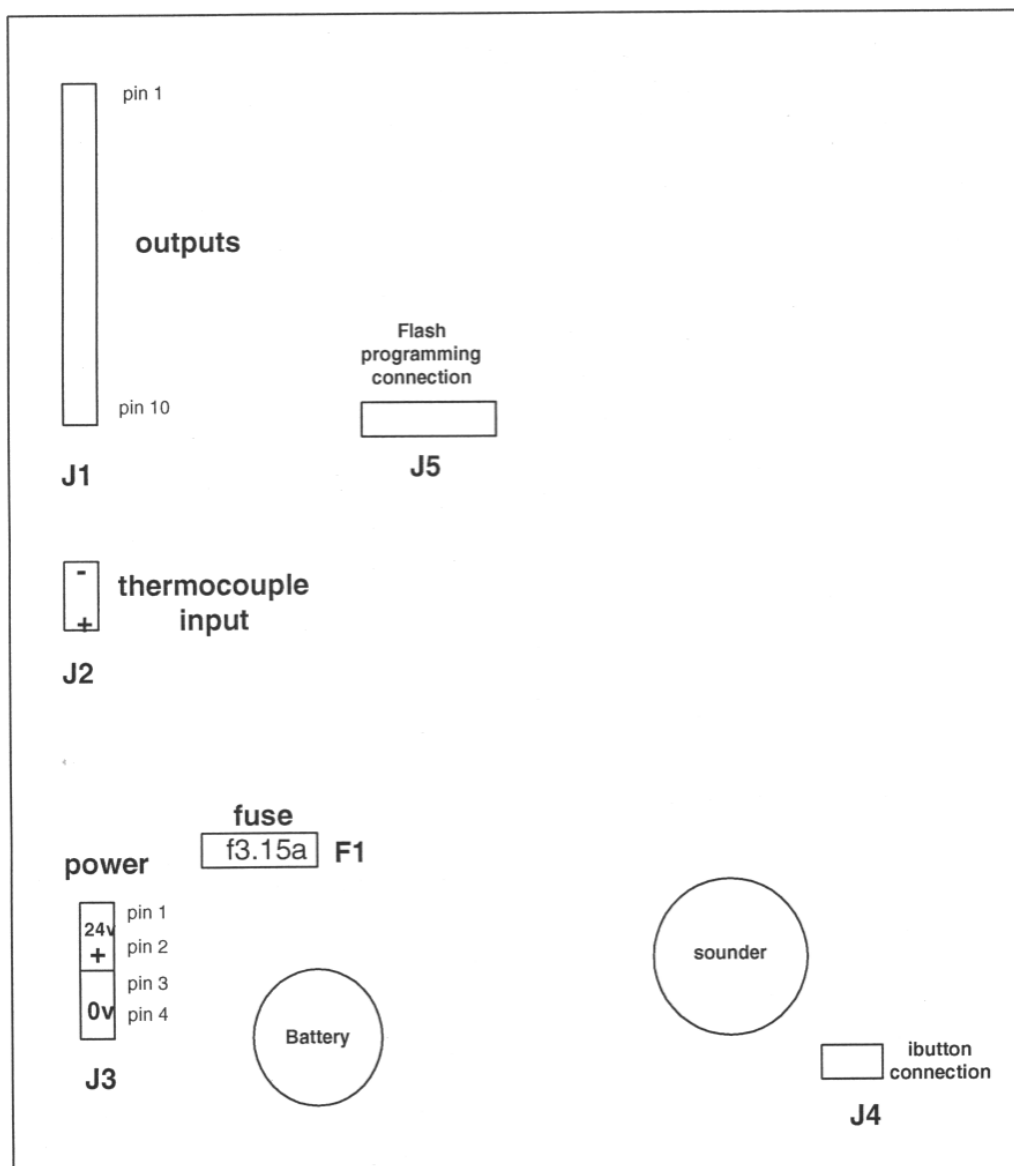 pin 1
outputs
pin 10
J1
Flash
programming
connection
J5
-
+
thermocouple
input
J2
fuse
f3.15a
F1
power
24v
+
0v
pin 1
pin 2
pin 3
pin 4
J3
Battery
sounder
ibutton
connection
J4